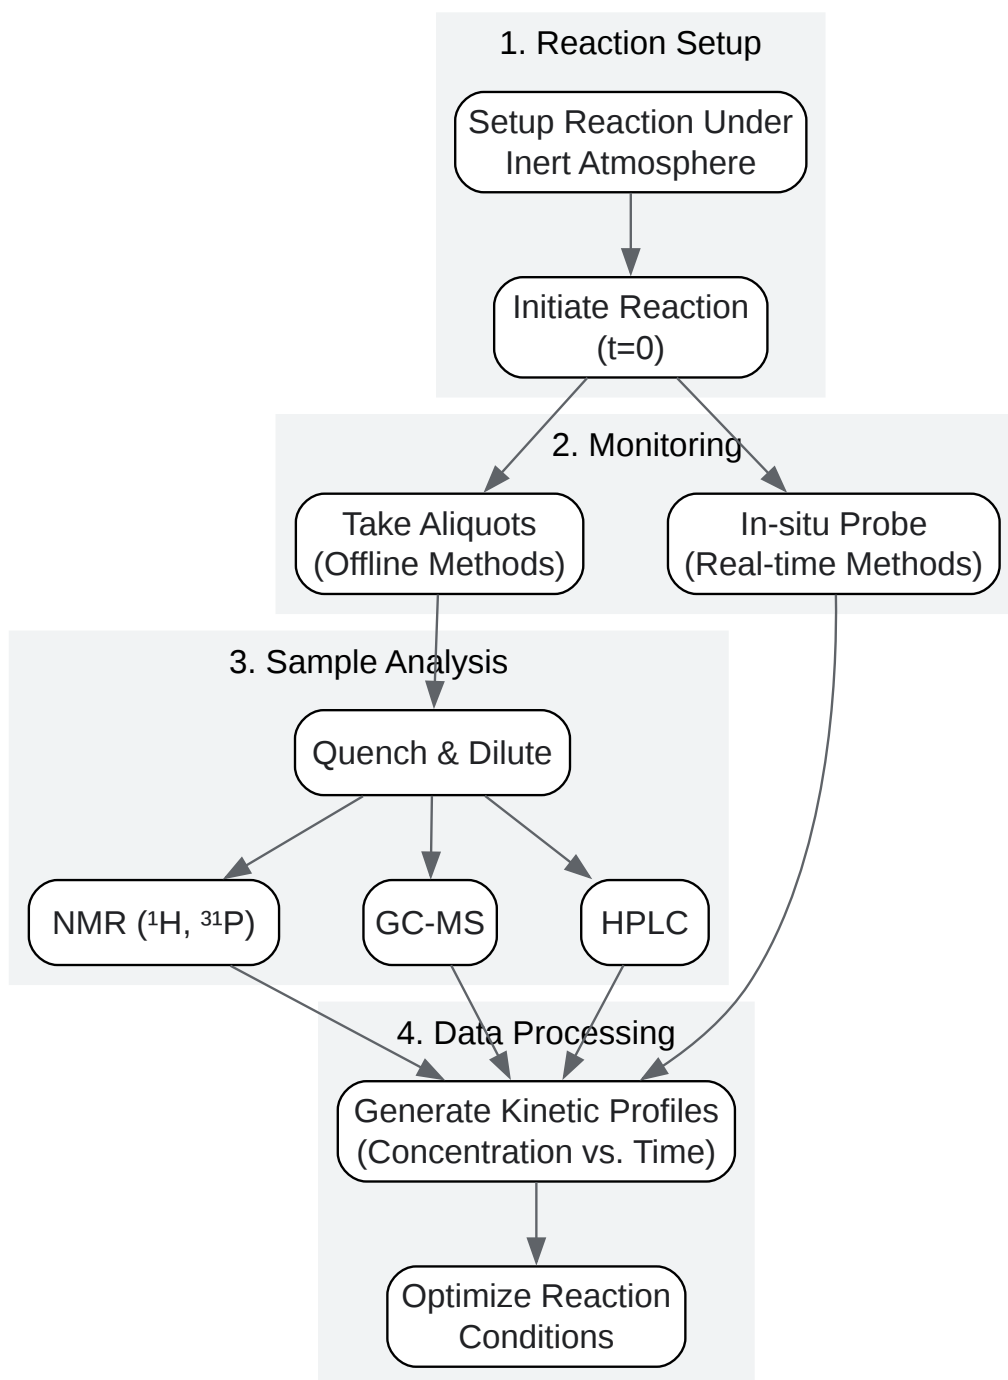 1. Reaction Setup
Setup Reaction Under
Inert Atmosphere
Initiate Reaction
(t=0)
2. Monitoring
Take Aliquots
(Offline Methods)
In-situ Probe
(Real-time Methods)
3. Sample Analysis
Quench & Dilute
NMR (¹H, ³¹P)
GC-MS
HPLC
4. Data Processing
Generate Kinetic Profiles
(Concentration vs. Time)
Optimize Reaction
Conditions